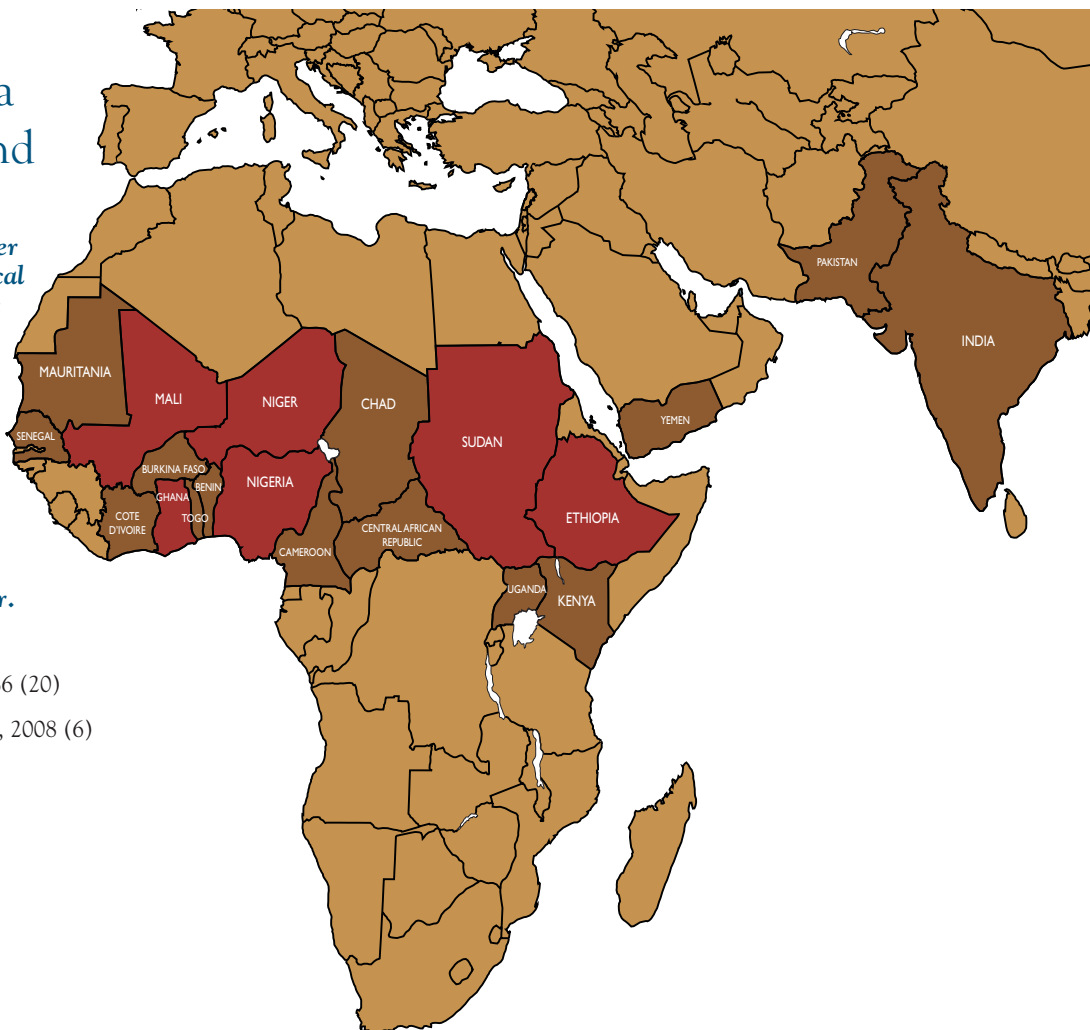 a
nd
er
cal
r.
6 (20)
, 2008 (6)
MAURITANIA
MALI
NIGER
CHAD
SUDAN
SENEGAL
BURKINA FASO
BENIN
GHANA
TOGO
COTE
D'IVOIRE
NIGERIA
CAMEROON
CENTRAL AFRICAN
REPUBLIC
ETHIOPIA
UGANDA
KENYA
YEMEN
PAKISTAN
INDIA